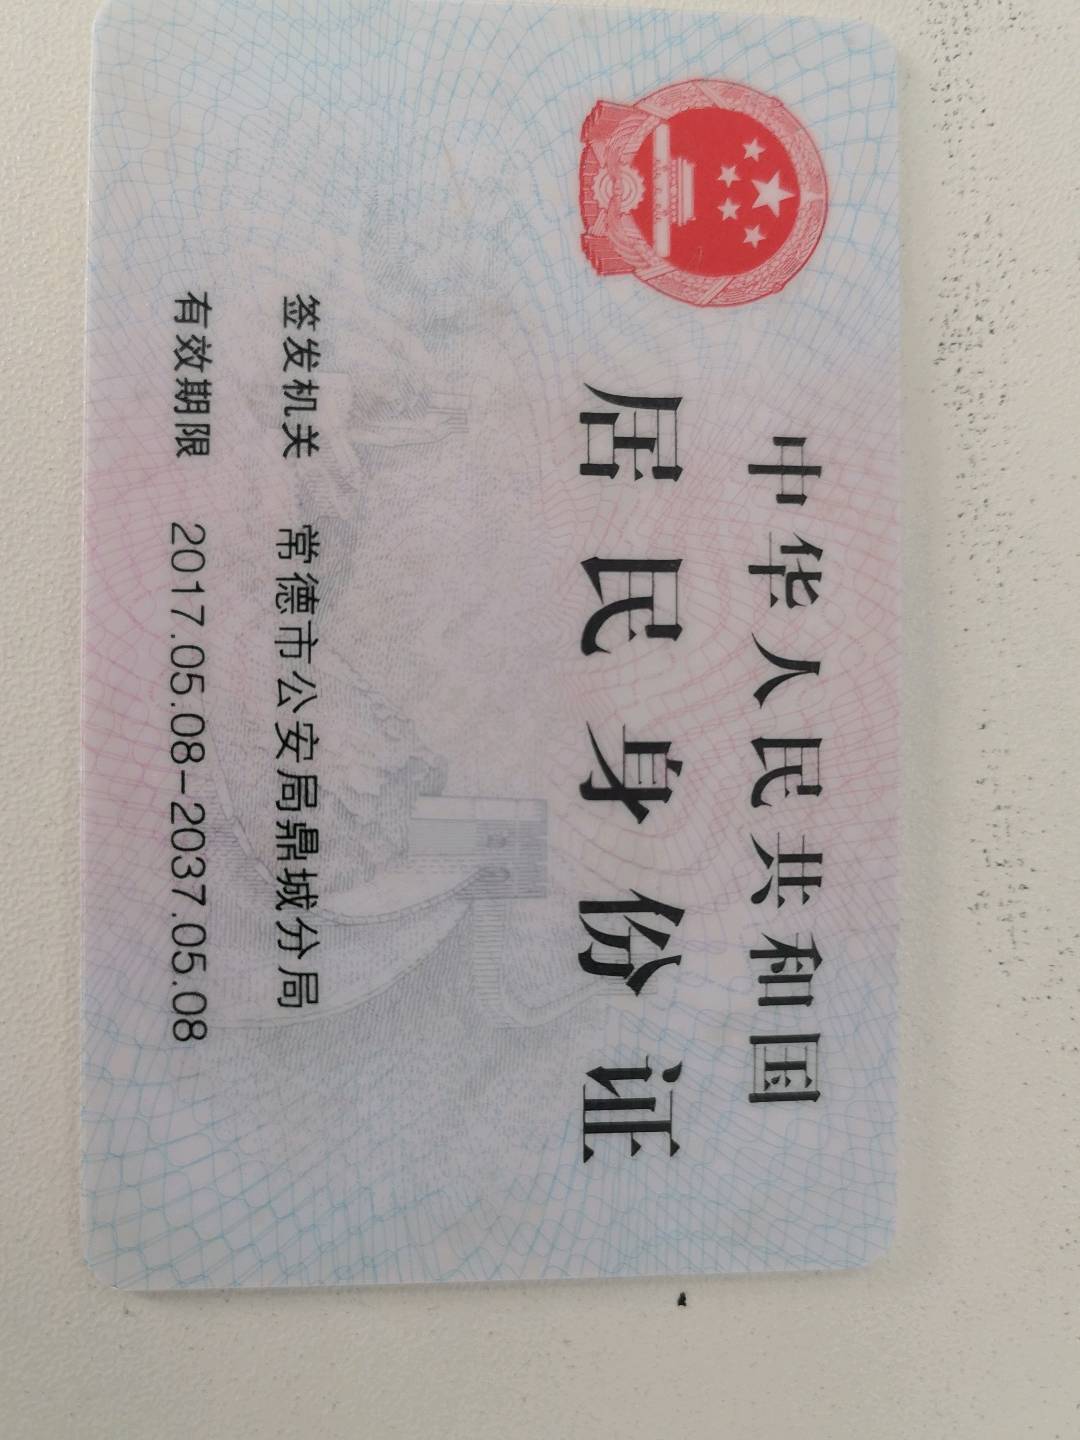 中华人民共和国
居民身份证
签发机关 常德市公安局鼎城分局
有效期限 2017.05.08-2037.05.08